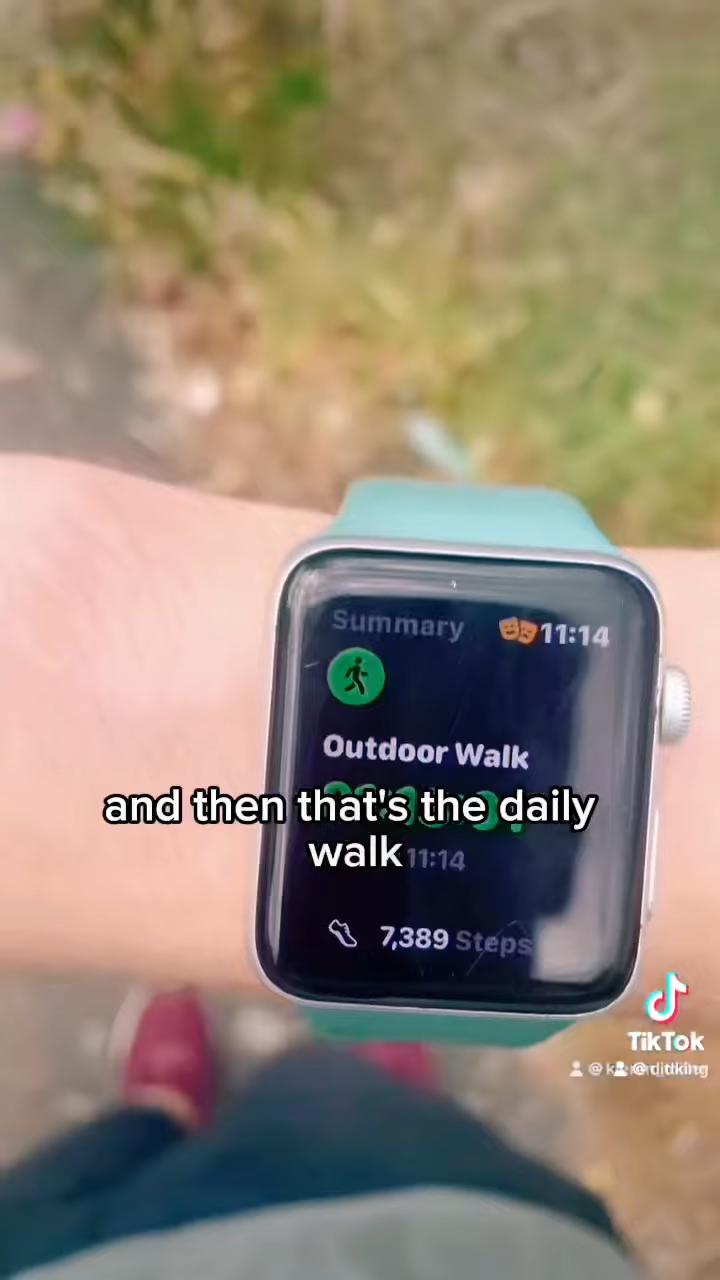 Summary 11:14
Outdoor Walk
and then that's the daily
walk
11:14
7,389 Steps
TikTok